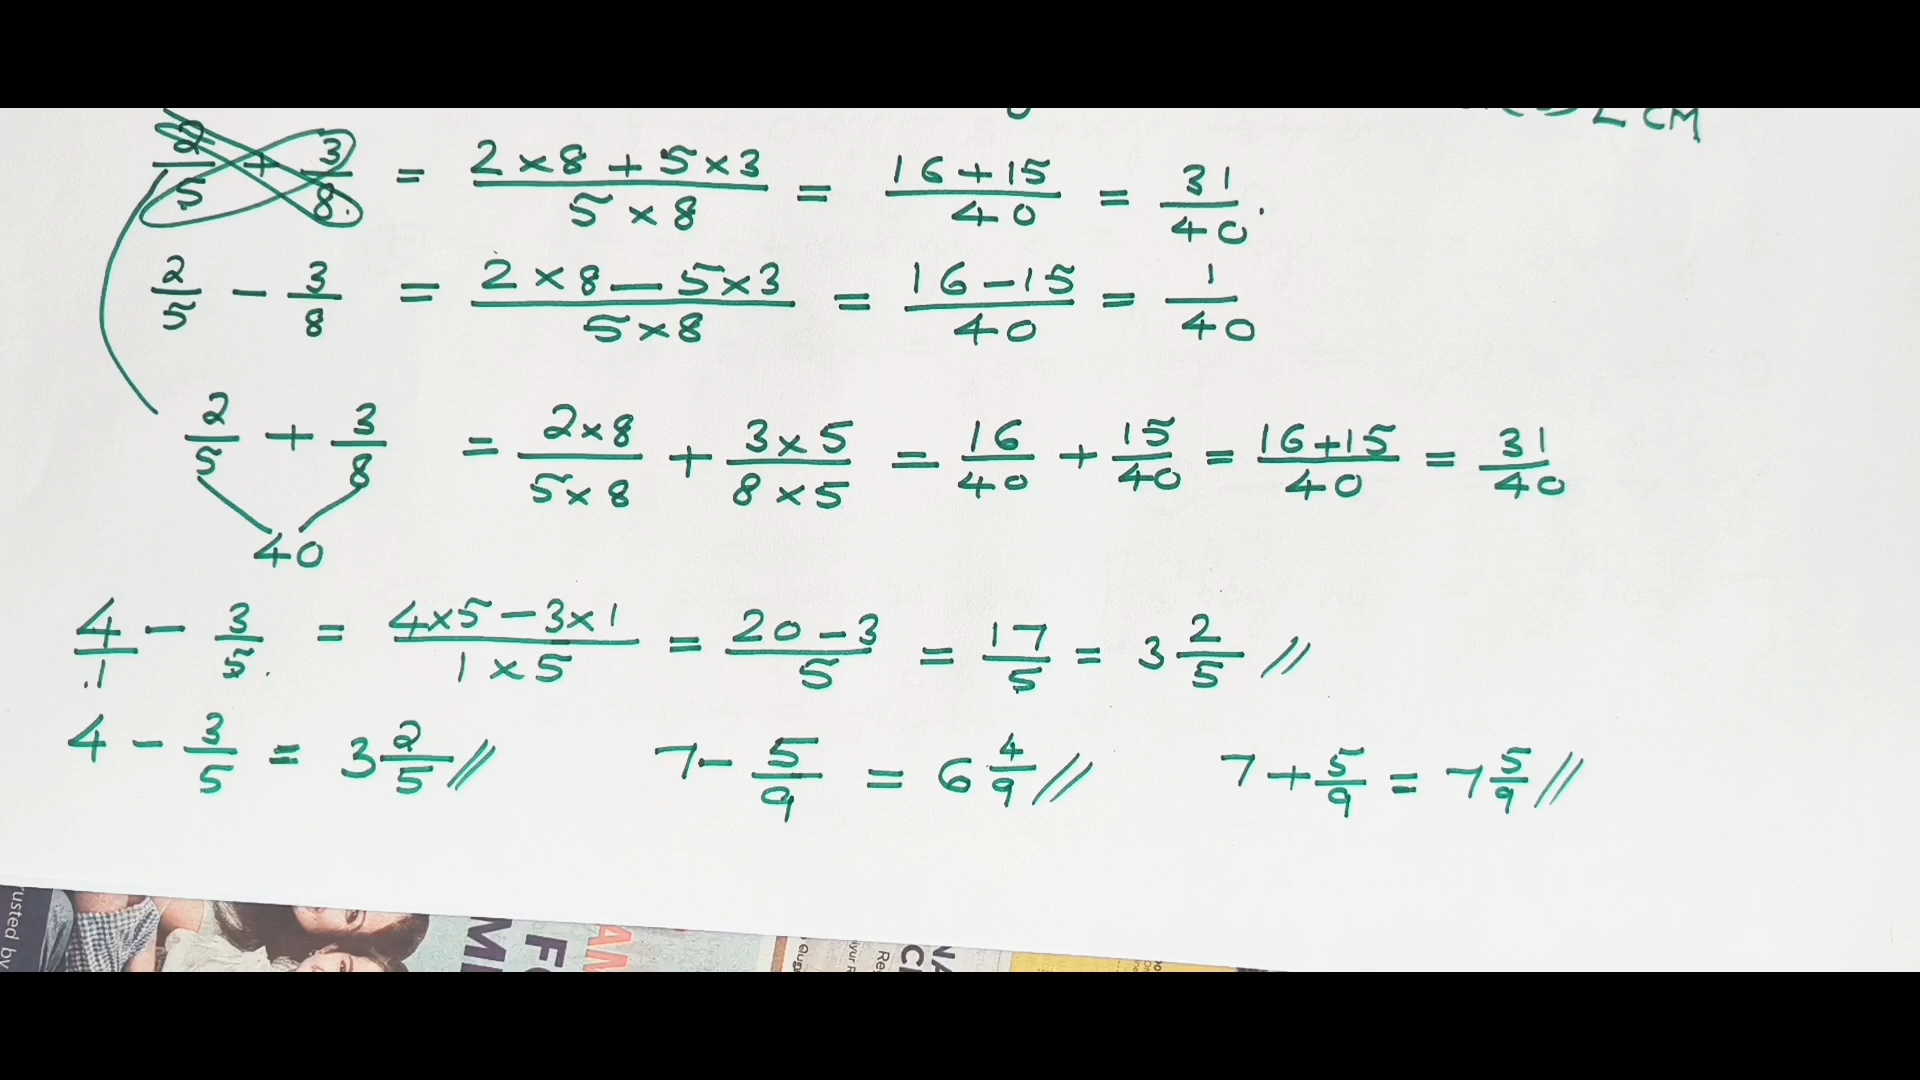 LCM
2/5 + 3/8 = (2×8 + 5×3)/(5×8) = (16+15)/40 = 31/40.
2/5 − 3/8 = (2×8 − 5×3)/(5×8) = (16−15)/40 = 1/40
2/5 + 3/8 = (2×8)/(5×8) + (3×5)/(8×5) = 16/40 + 15/40 = (16+15)/40 = 31/40
40
4/1 − 3/5 = (4×5 − 3×1)/(1×5) = (20−3)/5 = 17/5 = 3 2/5 //
4 − 3/5 = 3 2/5 // 7 − 5/9 = 6 4/9 // 7 + 5/9 = 7 5/9 //